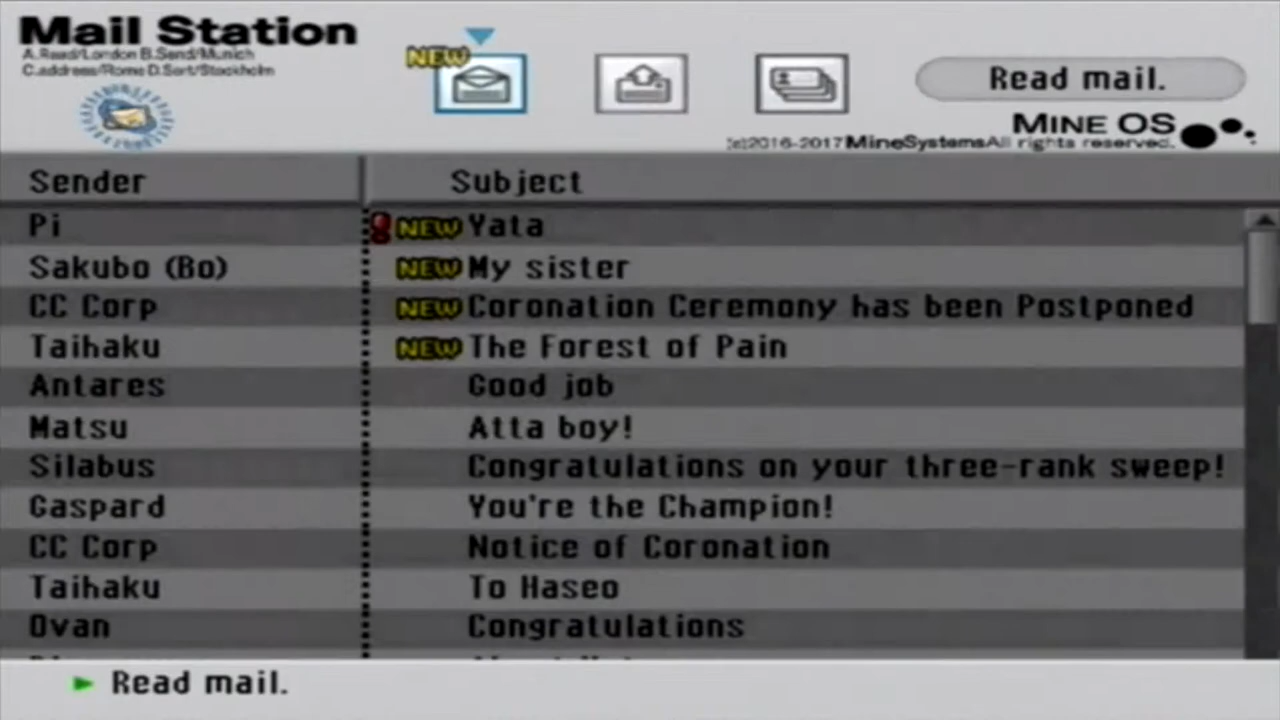 Mail Station
A.Read/London B.Send/Munich
C.address/Rome D.Sort/Stockholm
NEW
Read mail.
MINE OS
(c)2016-2017MineSystemsAll rights reserved.
Sender Subject
Pi NEW Yata
Sakubo (Bo) NEW My sister
CC Corp NEW Coronation Ceremony has been Postponed
Taihaku NEW The Forest of Pain
Antares Good job
Matsu Atta boy!
Silabus Congratulations on your three-rank sweep!
Gaspard You're the Champion!
CC Corp Notice of Coronation
Taihaku To Haseo
Ovan Congratulations
Read mail.